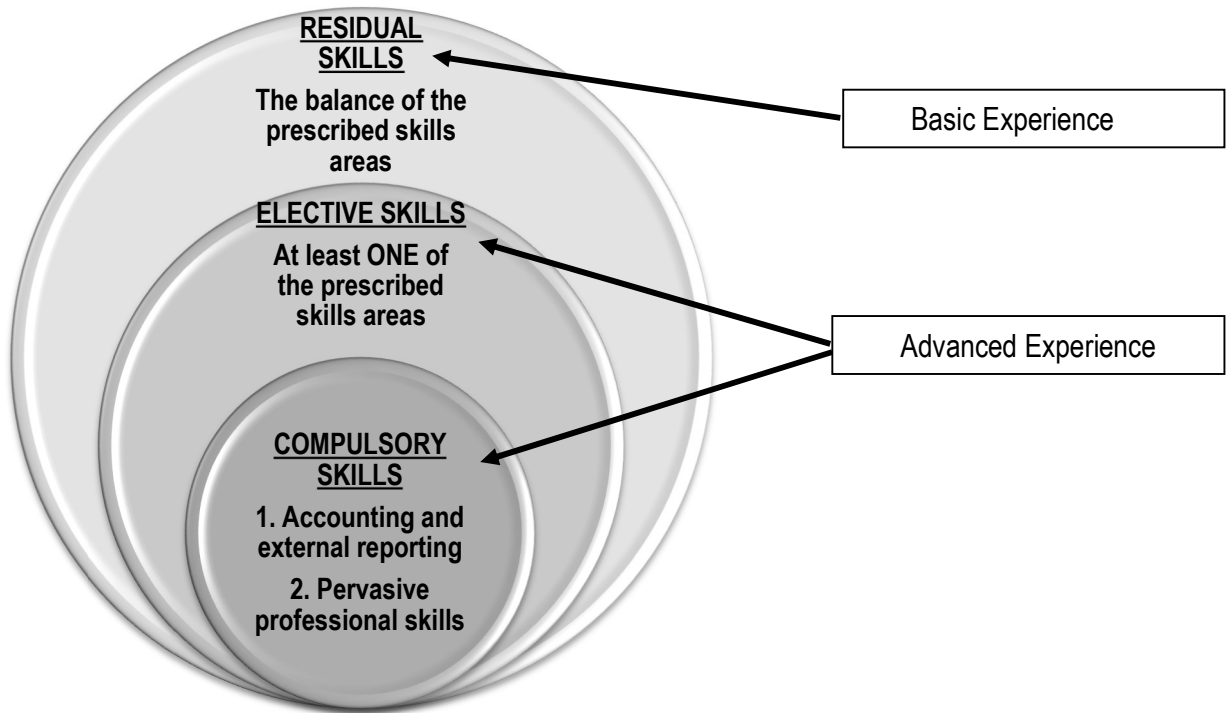 RESIDUAL
SKILLS
The balance of the
prescribed skills
areas
Basic Experience
ELECTIVE SKILLS
At least ONE of
the prescribed
skills areas
Advanced Experience
COMPULSORY
SKILLS
1. Accounting and
external reporting
2. Pervasive
professional skills